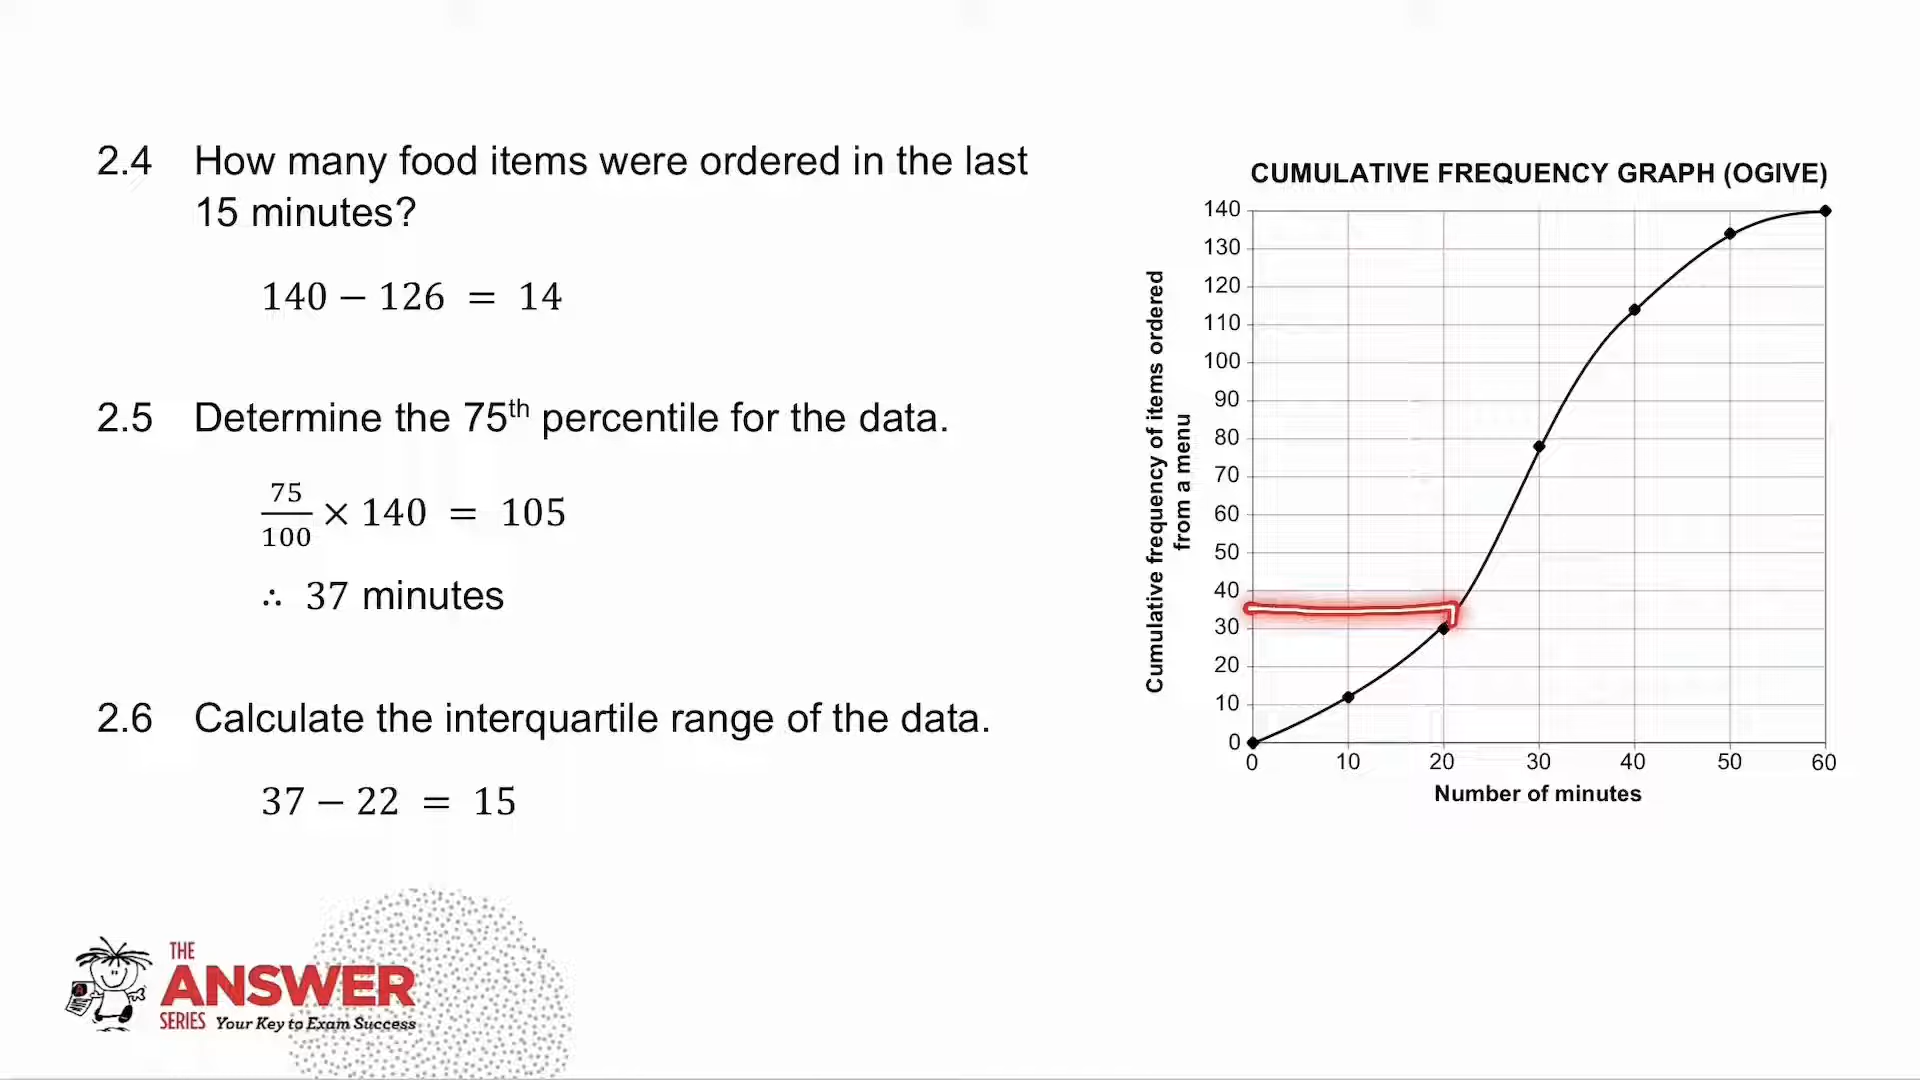 2.4 How many food items were ordered in the last
15 minutes?
140 − 126 = 14
2.5 Determine the 75th percentile for the data.
75/100 × 140 = 105
∴ 37 minutes
2.6 Calculate the interquartile range of the data.
37 − 22 = 15
CUMULATIVE FREQUENCY GRAPH (OGIVE)
Cumulative frequency of items ordered
from a menu
140
130
120
110
100
90
80
70
60
50
40
30
20
10
0
0 10 20 30 40 50 60
Number of minutes
THE
ANSWER
SERIES Your Key to Exam Success